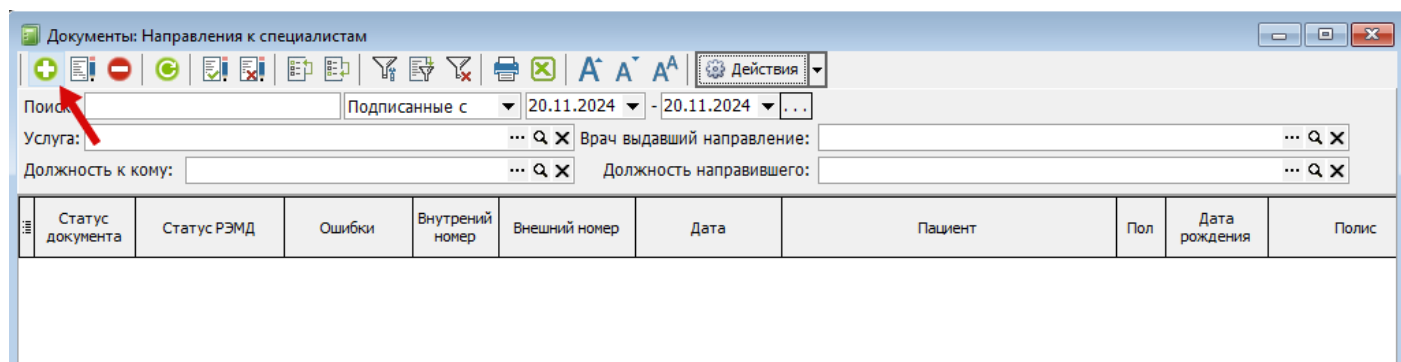 Документы: Направления к специалистам
A A AA Действия
Поиск: Подписанные с 20.11.2024 - 20.11.2024 ...
Услуга: ... Врач выдавший направление: ...
Должность к кому: ... Должность направившего: ...
Статус документа Статус РЭМД Ошибки Внутрений номер Внешний номер Дата Пациент Пол Дата рождения Полис